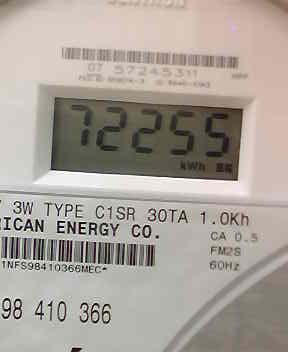 07 57245311
72255
kWh
3W TYPE C1SR 30TA 1.0Kh
RICAN ENERGY CO.
CA 0.5
FM2S
60Hz
1NFS98410366MEC*
98 410 366